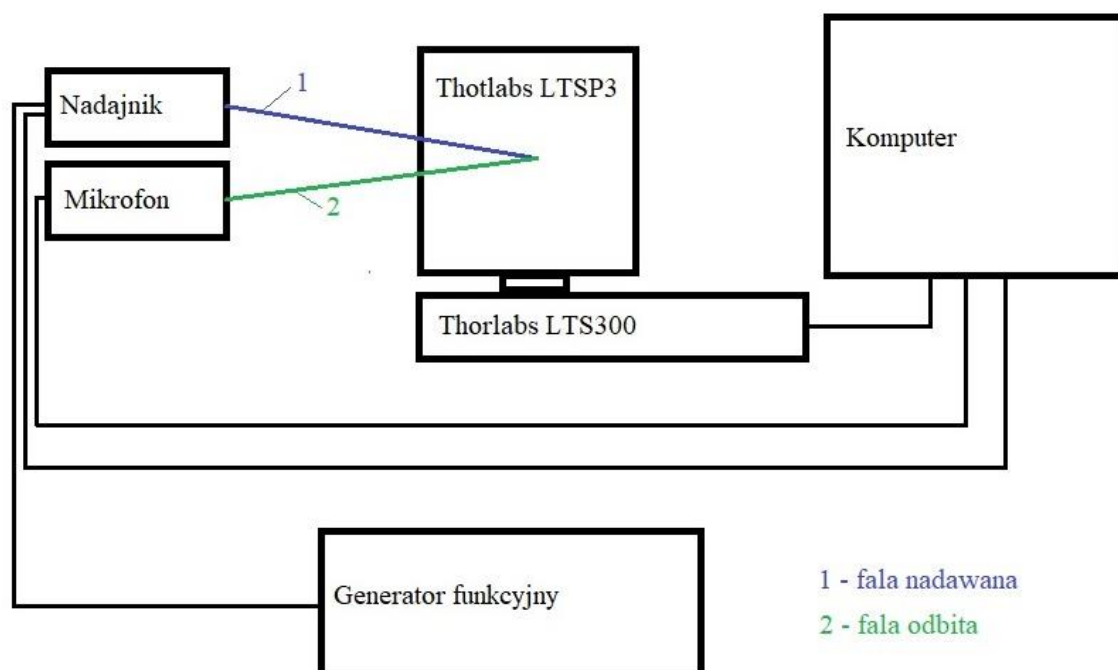 Nadajnik
1
Thotlabs LTSP3
Komputer
Mikrofon
2
Thorlabs LTS300
Generator funkcyjny
1 - fala nadawana
2 - fala odbita